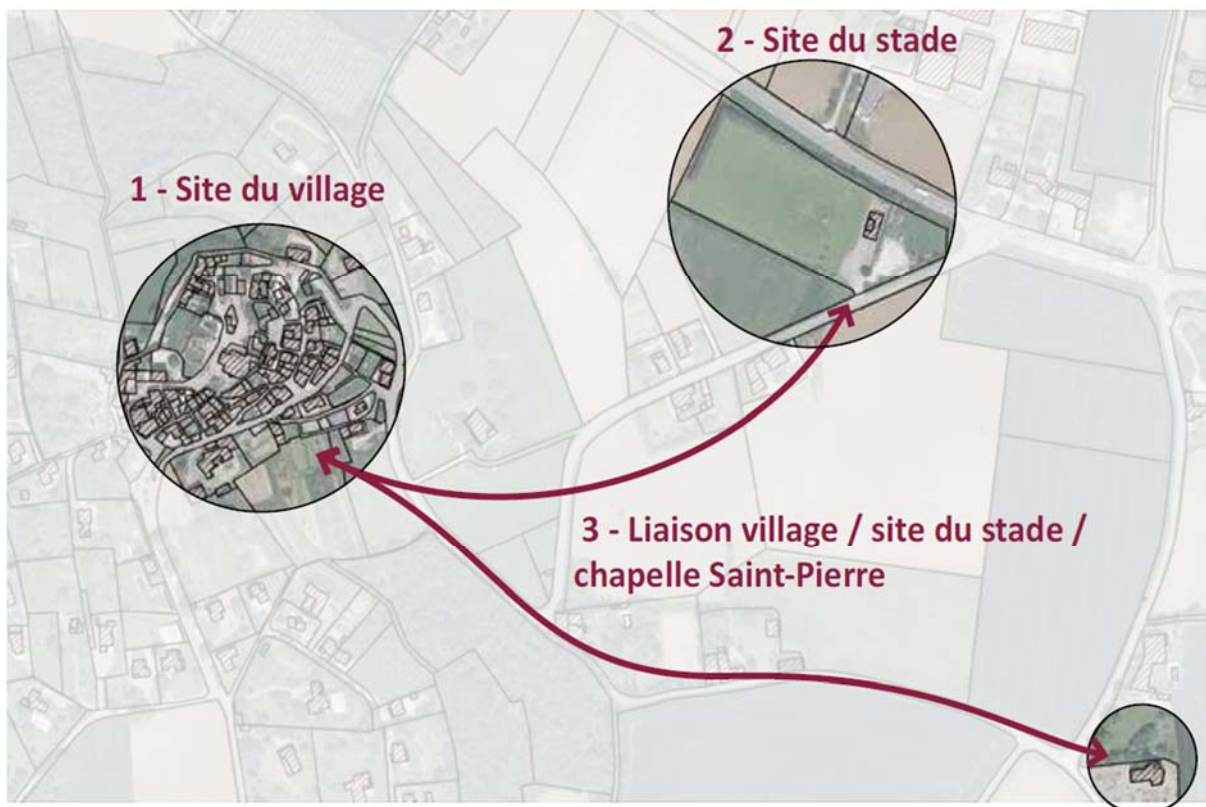 2 - Site du stade
1 - Site du village
3 - Liaison village / site du stade /
chapelle Saint-Pierre